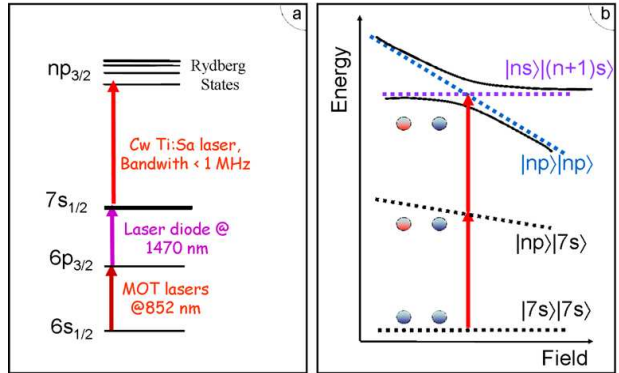 a
np3/2
Rydberg
States
Cw Ti:Sa laser,
Bandwith < 1 MHz
7s1/2
Laser diode @
1470 nm
6p3/2
MOT lasers
@852 nm
6s1/2
b
Energy
|ns⟩|(n+1)s⟩
|np⟩|np⟩
|np⟩|7s⟩
|7s⟩|7s⟩
Field